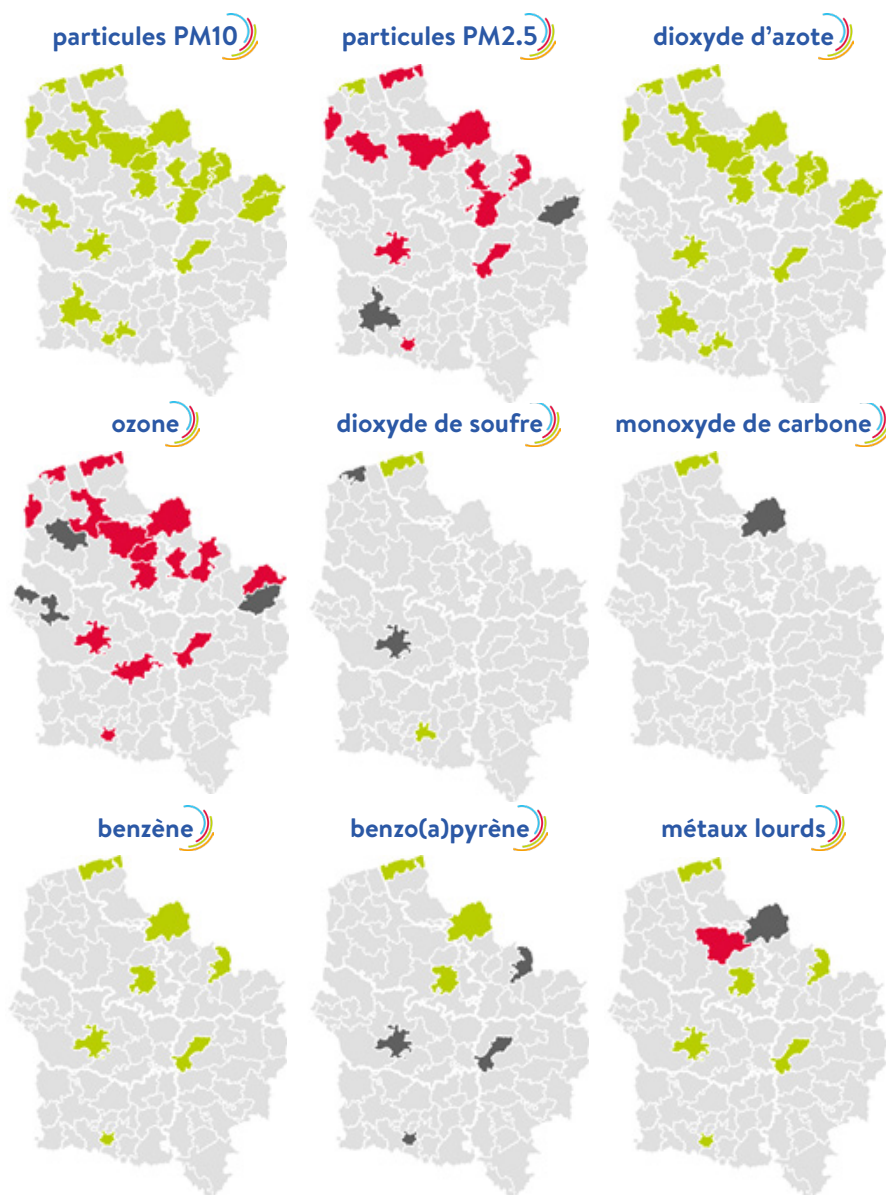 particules PM10
particules PM2.5
dioxyde d'azote
ozone
dioxyde de soufre
monoxyde de carbone
benzène
benzo(a)pyrène
métaux lourds